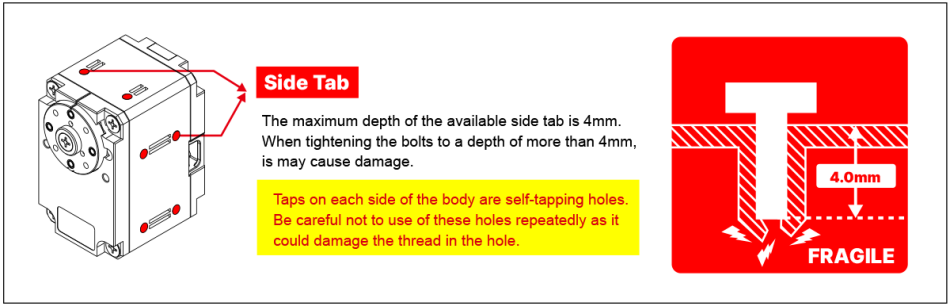 Side Tab
The maximum depth of the available side tab is 4mm.
When tightening the bolts to a depth of more than 4mm,
is may cause damage.
Taps on each side of the body are self-tapping holes.
Be careful not to use of these holes repeatedly as it
could damage the thread in the hole.
4.0mm
FRAGILE